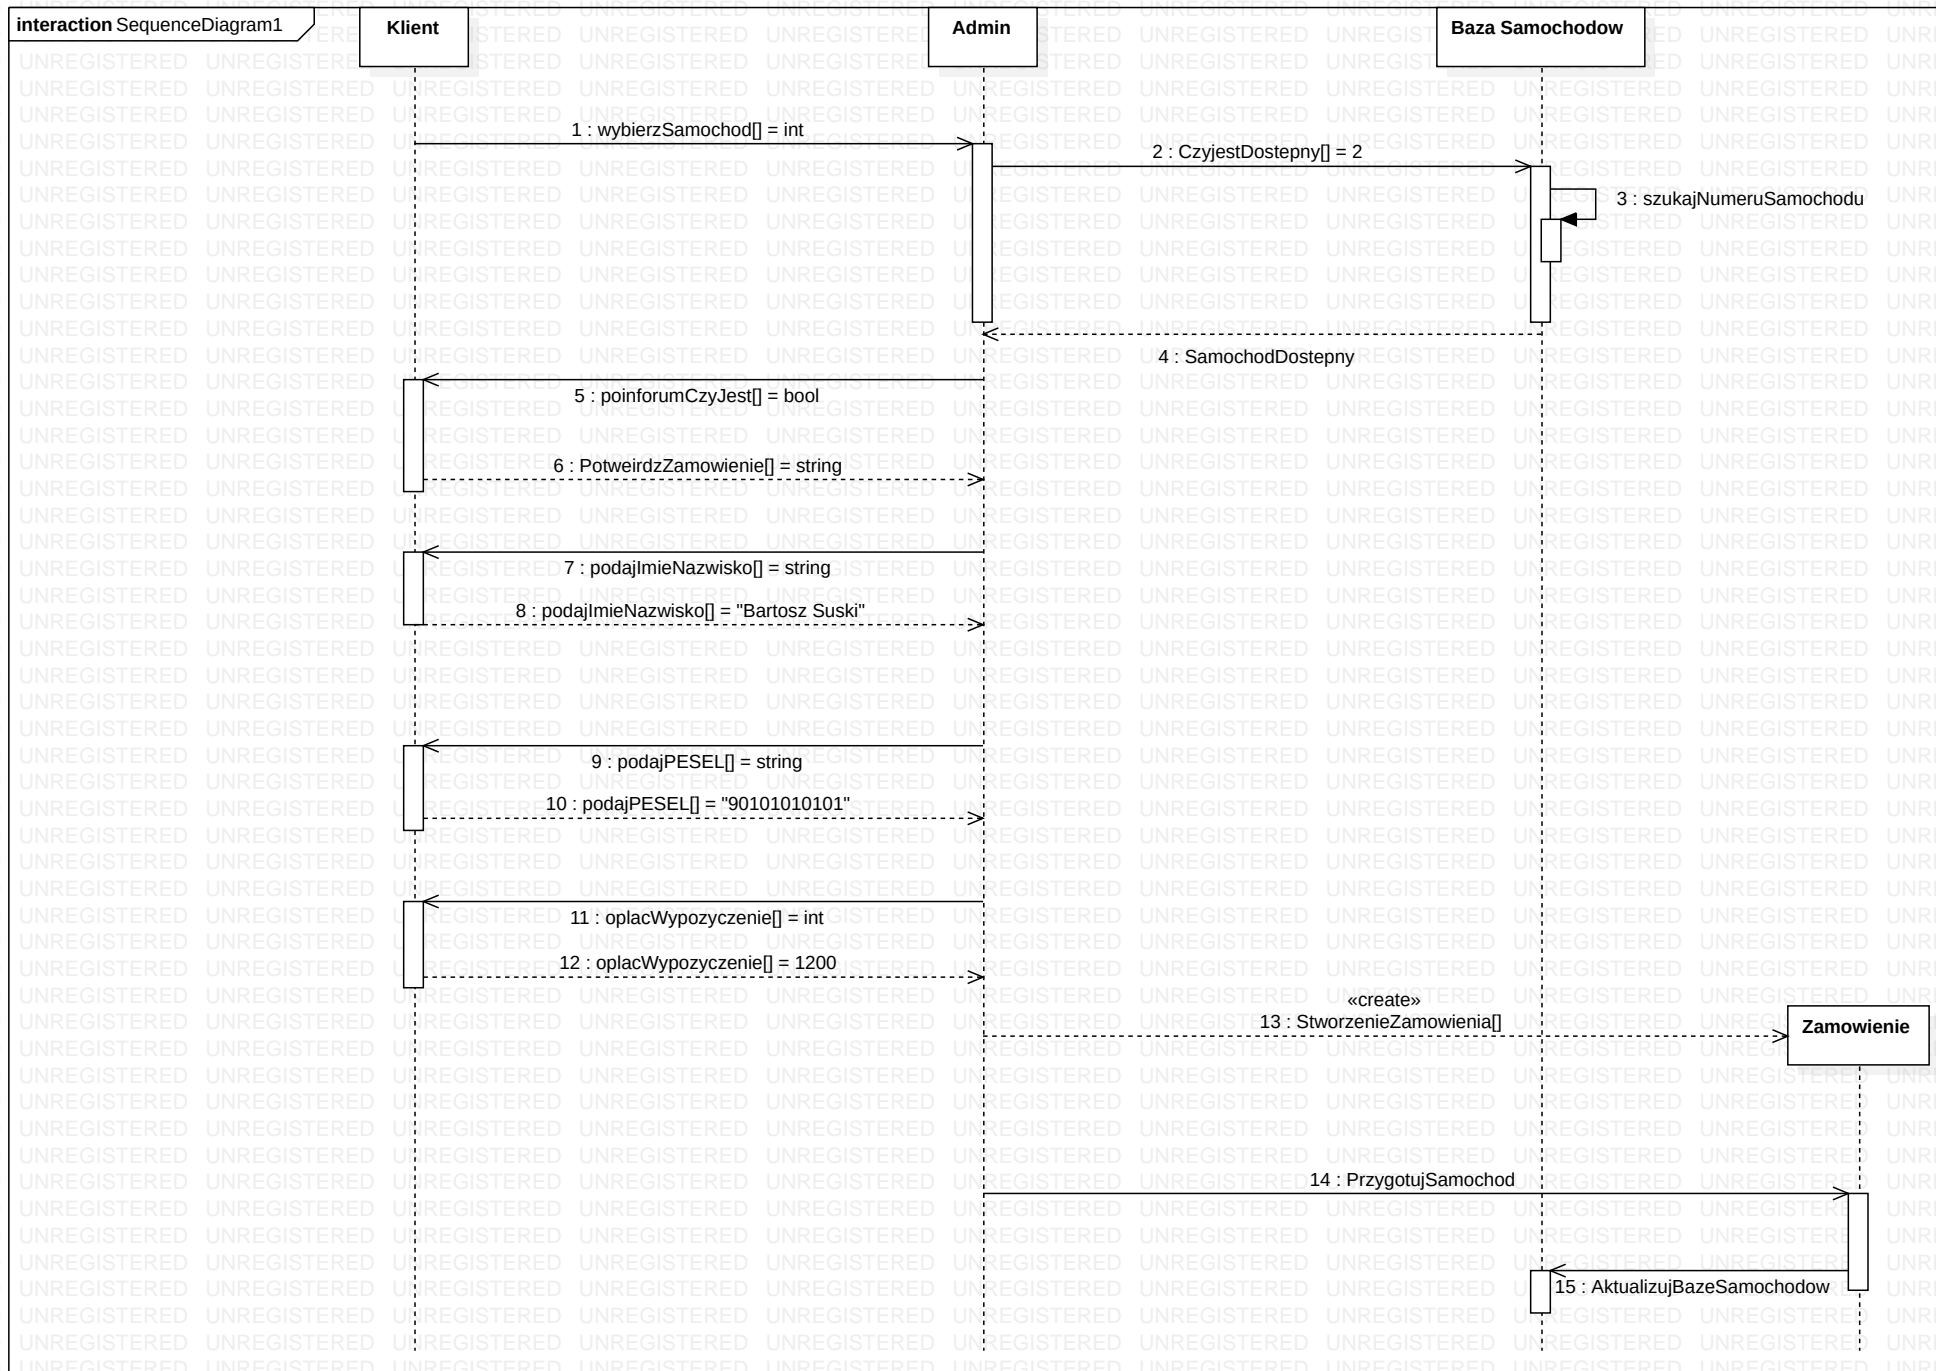 interaction SequenceDiagram1
Klient
Admin
Baza Samochodow
1 : wybierzSamochod[] = int
2 : CzyjestDostepny[] = 2
3 : szukajNumeruSamochodu
4 : SamochodDostepny
5 : poinforumCzyJest[] = bool
6 : PotweirdzZamowienie[] = string
7 : podajImieNazwisko[] = string
8 : podajImieNazwisko[] = "Bartosz Suski"
9 : podajPESEL[] = string
10 : podajPESEL[] = "90101010101"
11 : oplacWypozyczenie[] = int
12 : oplacWypozyczenie[] = 1200
«create»
13 : StworzenieZamowienia[]
Zamowienie
14 : PrzygotujSamochod
15 : AktualizujBazeSamochodow
UNREGISTERED